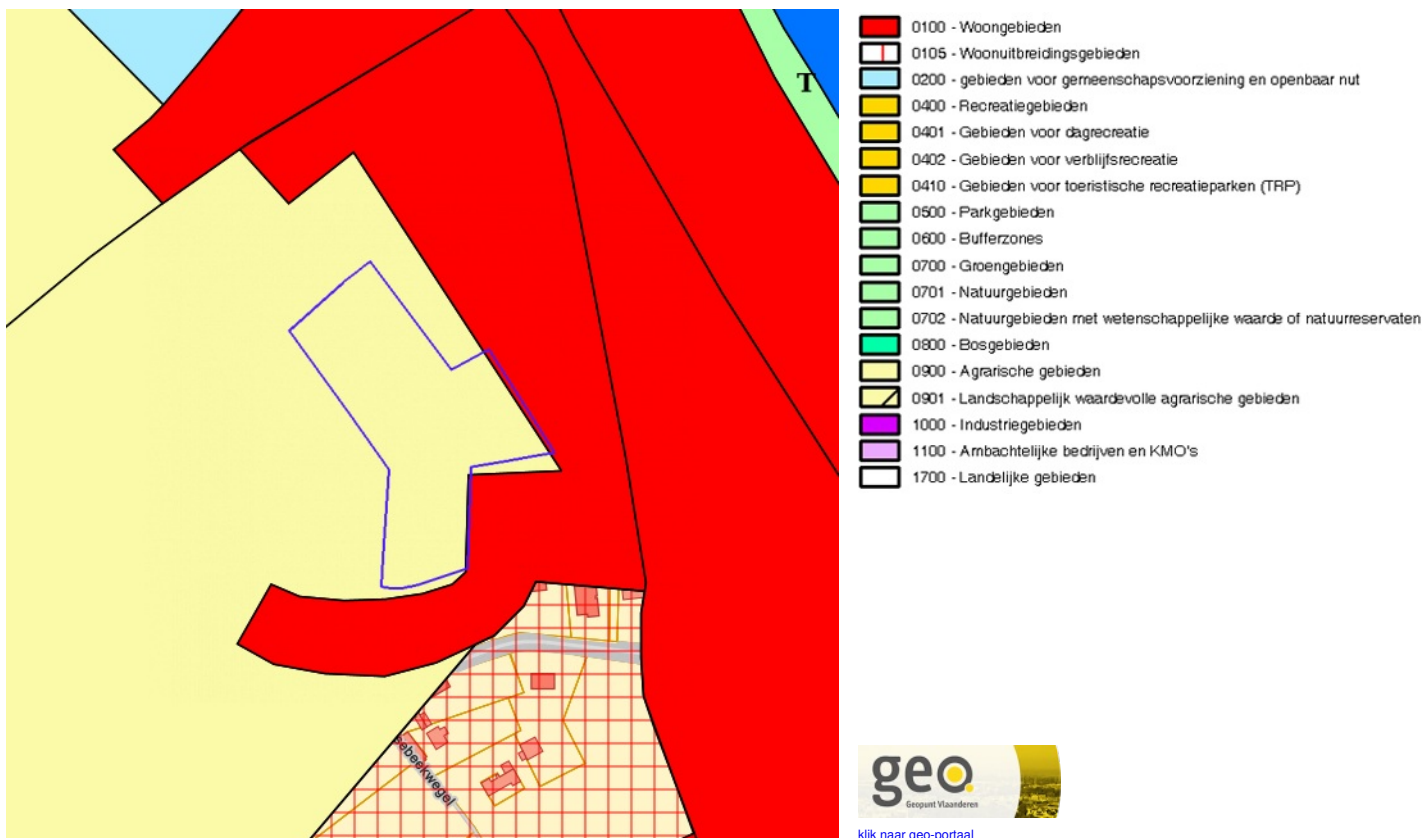 T
sebeekwegel
0100 - Woongebieden
0105 - Woonuitbreidingsgebieden
0200 - gebieden voor gemeenschapsvoorziening en openbaar nut
0400 - Recreatiegebieden
0401 - Gebieden voor dagrecreatie
0402 - Gebieden voor verblijfsrecreatie
0410 - Gebieden voor toeristische recreatieparken (TRP)
0500 - Parkgebieden
0600 - Bufferzones
0700 - Groengebieden
0701 - Natuurgebieden
0702 - Natuurgebieden met wetenschappelijke waarde of natuurreservaten
0800 - Bosgebieden
0900 - Agrarische gebieden
0901 - Landschappelijk waardevolle agrarische gebieden
1000 - Industriegebieden
1100 - Ambachtelijke bedrijven en KMO's
1700 - Landelijke gebieden
geo
Geopunt Vlaanderen
klik naar geo-portaal